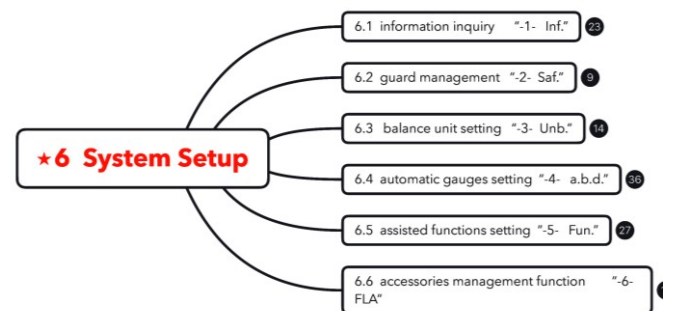 6.1 information inquiry "-1- Inf." 23
6.2 guard management "-2- Saf." 9
6.3 balance unit setting "-3- Unb." 14
★6 System Setup
6.4 automatic gauges setting "-4- a.b.d." 36
6.5 assisted functions setting "-5- Fun." 27
6.6 accessories management function "-6-
FLA"